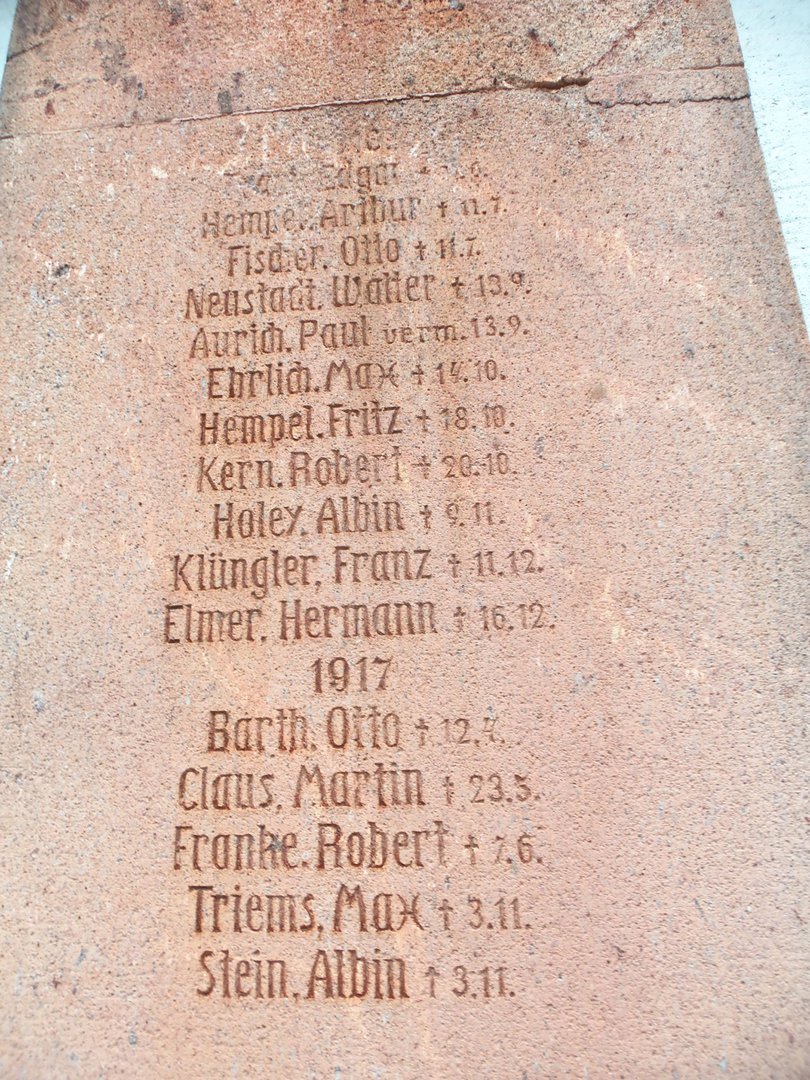 Edgar
Hempel, Arthur † 11.7.
Fischer, Otto † 11.7.
Neustadt, Walter † 13.9.
Aurich, Paul verm. 13.9.
Ehrlich, Max † 14.10.
Hempel, Fritz † 18.10.
Kern, Robert † 20.10.
Holey, Albin † 9.11.
Klüngler, Franz † 11.12.
Elmer, Hermann † 16.12.
1917
Barth, Otto †
Claus, Martin † 23.5.
Franke, Robert † 7.6.
Triems, Max † 3.11.
Stein, Albin † 3.11.